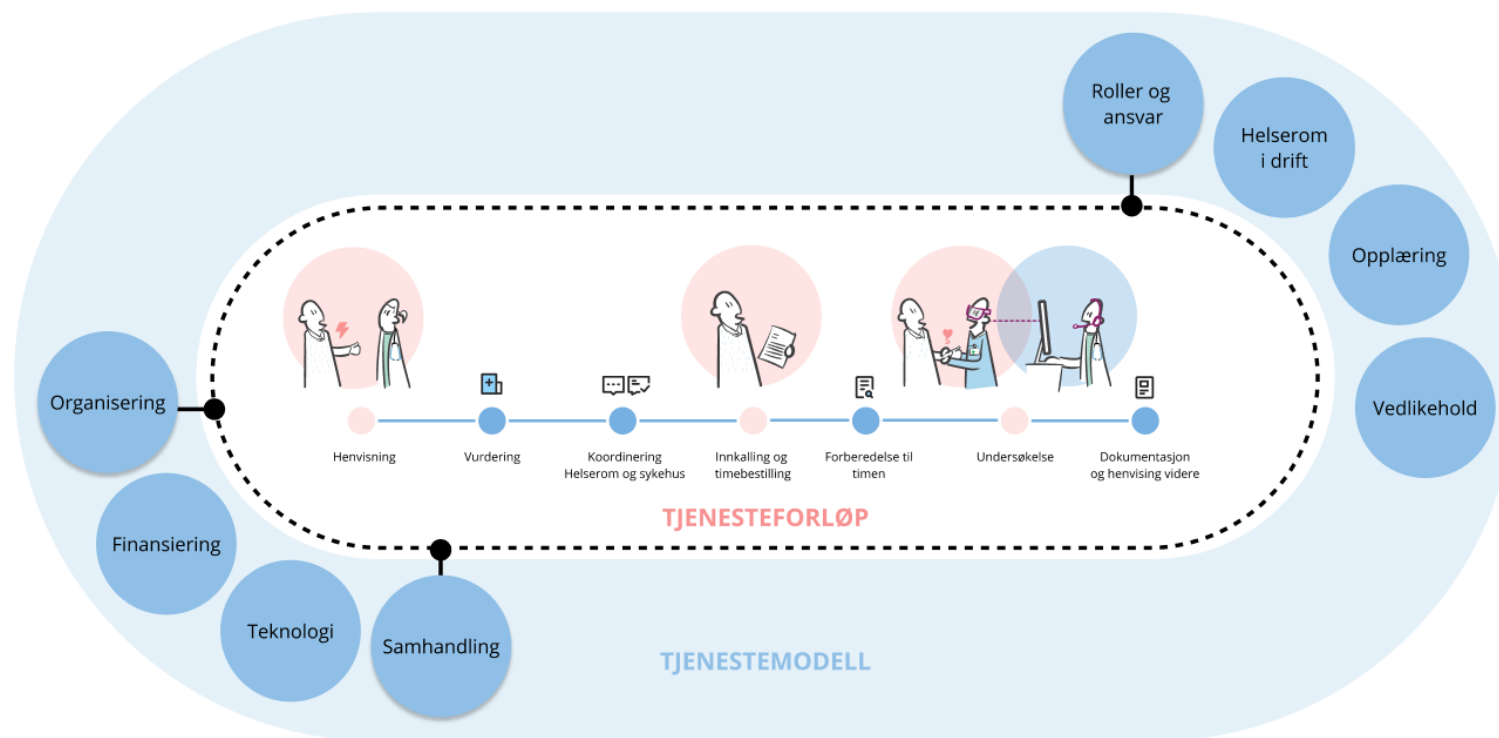 Roller og
ansvar
Helserom
i drift
Opplæring
Vedlikehold
Organisering
Finansiering
Teknologi
Samhandling
Henvisning
Vurdering
Koordinering
Helserom og sykehus
Innkalling og
timebestilling
Forberedelse til
timen
Undersøkelse
Dokumentasjon
og henvising videre
TJENESTEFORLØP
TJENESTEMODELL